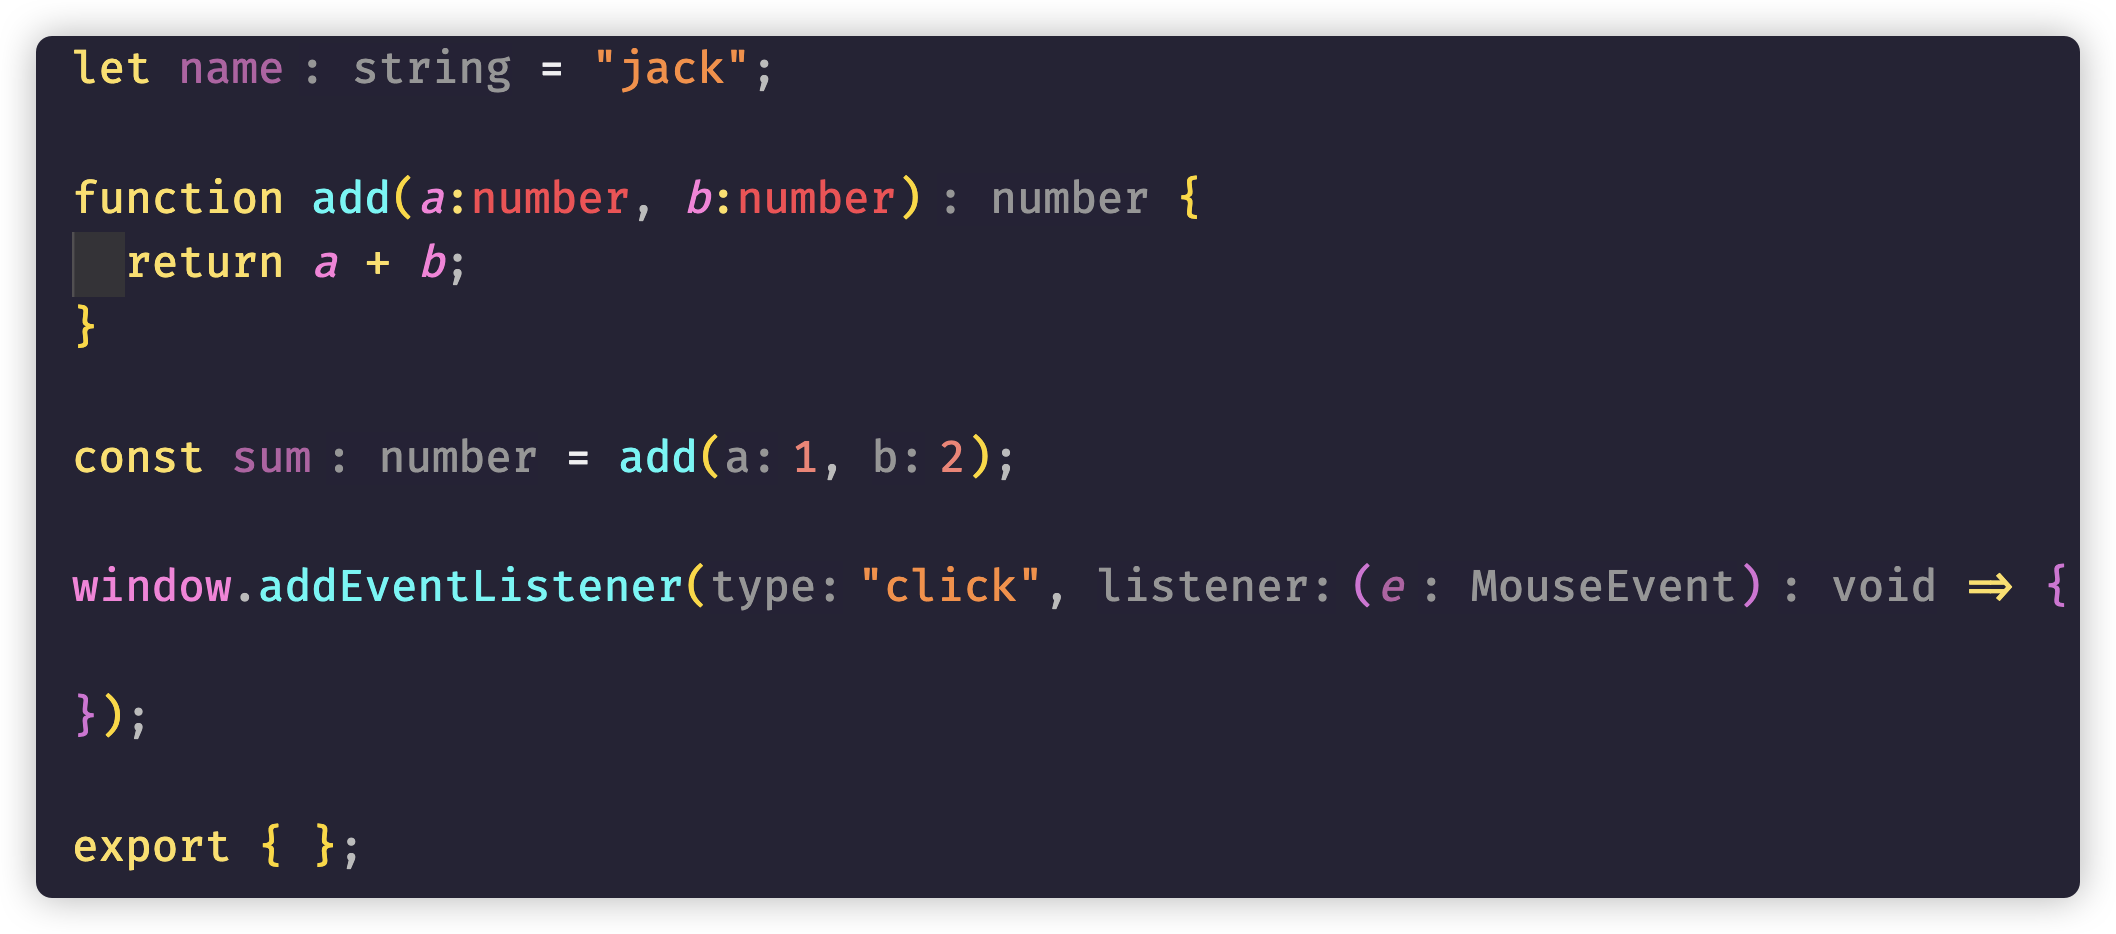 let name : string = "jack";
function add(a:number, b:number) : number {
return a + b;
}
const sum : number = add(a: 1, b: 2);
window.addEventListener(type: "click", listener: (e : MouseEvent) : void => {
});
export { };